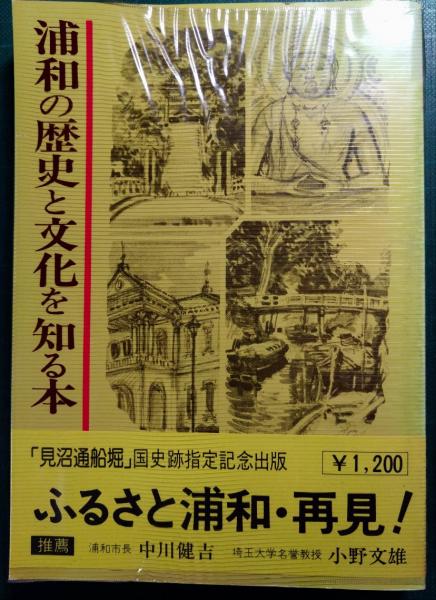 浦和の歴史と文化を知る本
「見沼通船堀」国史跡指定記念出版
￥1,200
ふるさと浦和・再見！
推薦 浦和市長 中川健吉 埼玉大学名誉教授 小野文雄